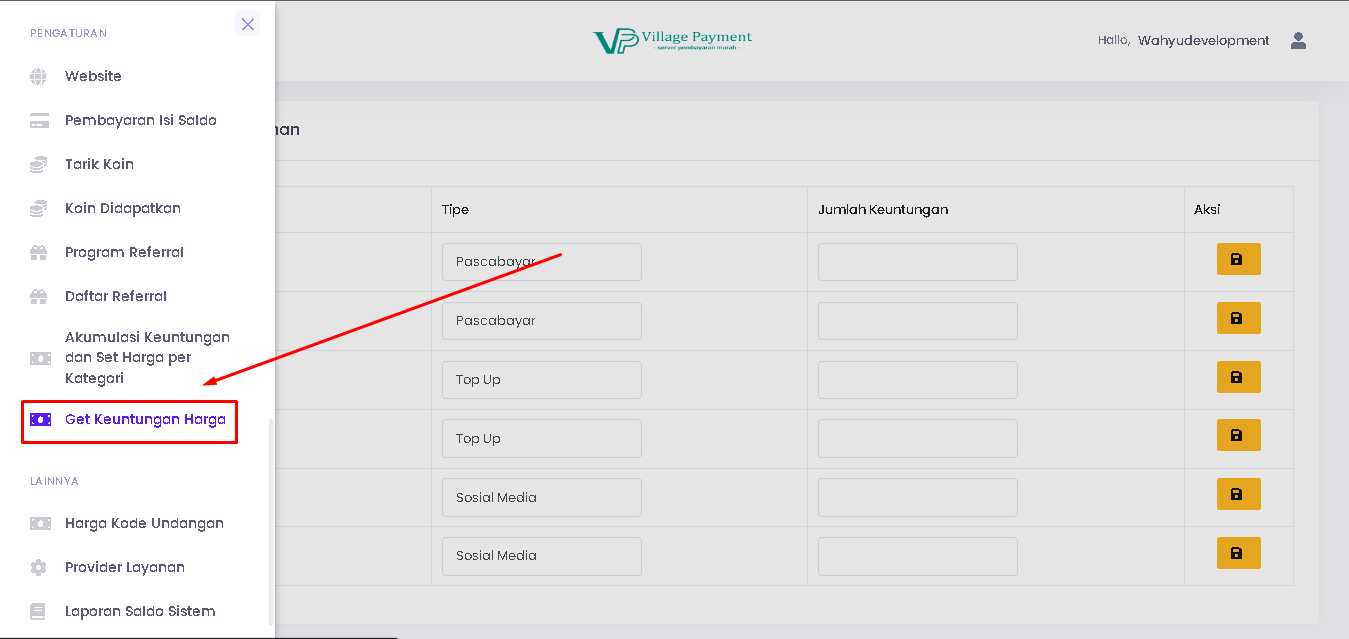 PENGATURAN
Website
Pembayaran Isi Saldo
Tarik Koin
Koin Didapatkan
Program Referral
Daftar Referral
Akumulasi Keuntungan
dan Set Harga per
Kategori
Get Keuntungan Harga
LAINNYA
Harga Kode Undangan
Provider Layanan
Laporan Saldo Sistem
VP Village Payment
- server pembayaran murah -
Hallo, Wahyudevelopment
Tipe
Jumlah Keuntungan
Aksi
Pascabayar
Pascabayar
Top Up
Top Up
Sosial Media
Sosial Media